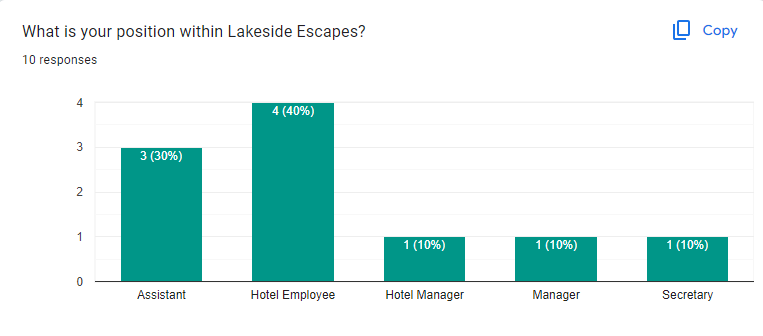 What is your position within Lakeside Escapes?
Copy
10 responses
4
3
2
1
0
3 (30%)
4 (40%)
1 (10%)
1 (10%)
1 (10%)
Assistant
Hotel Employee
Hotel Manager
Manager
Secretary